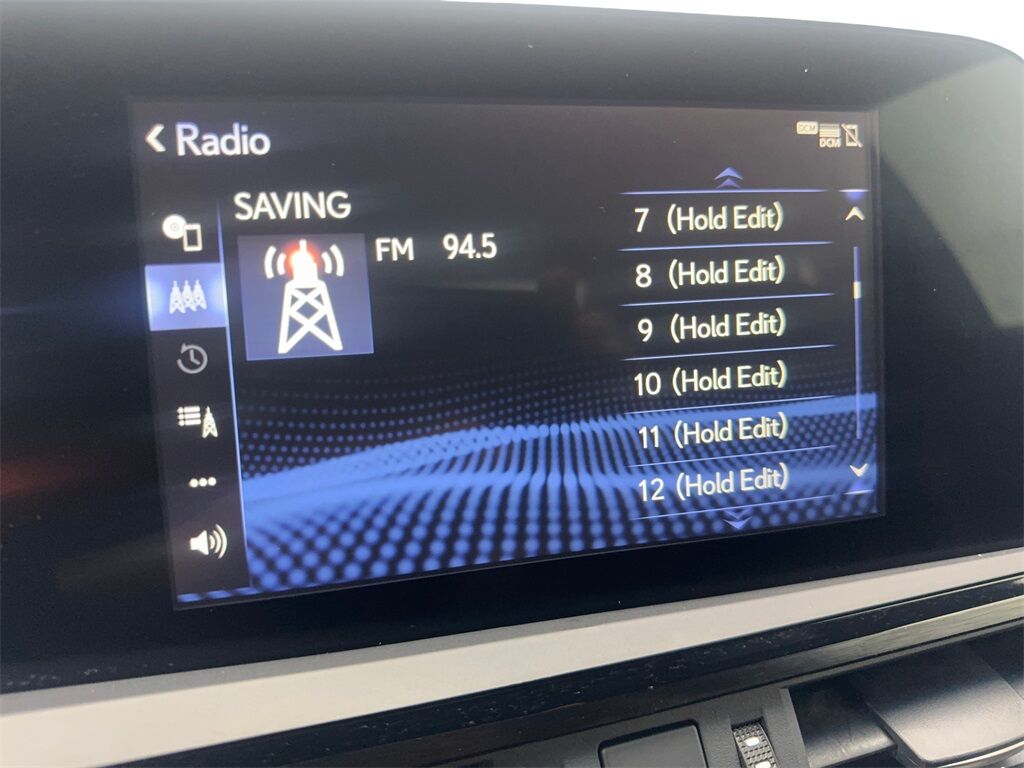 Radio
DCM
DCM
SAVING
FM 94.5
7 (Hold Edit)
8 (Hold Edit)
9 (Hold Edit)
10 (Hold Edit)
11 (Hold Edit)
12 (Hold Edit)